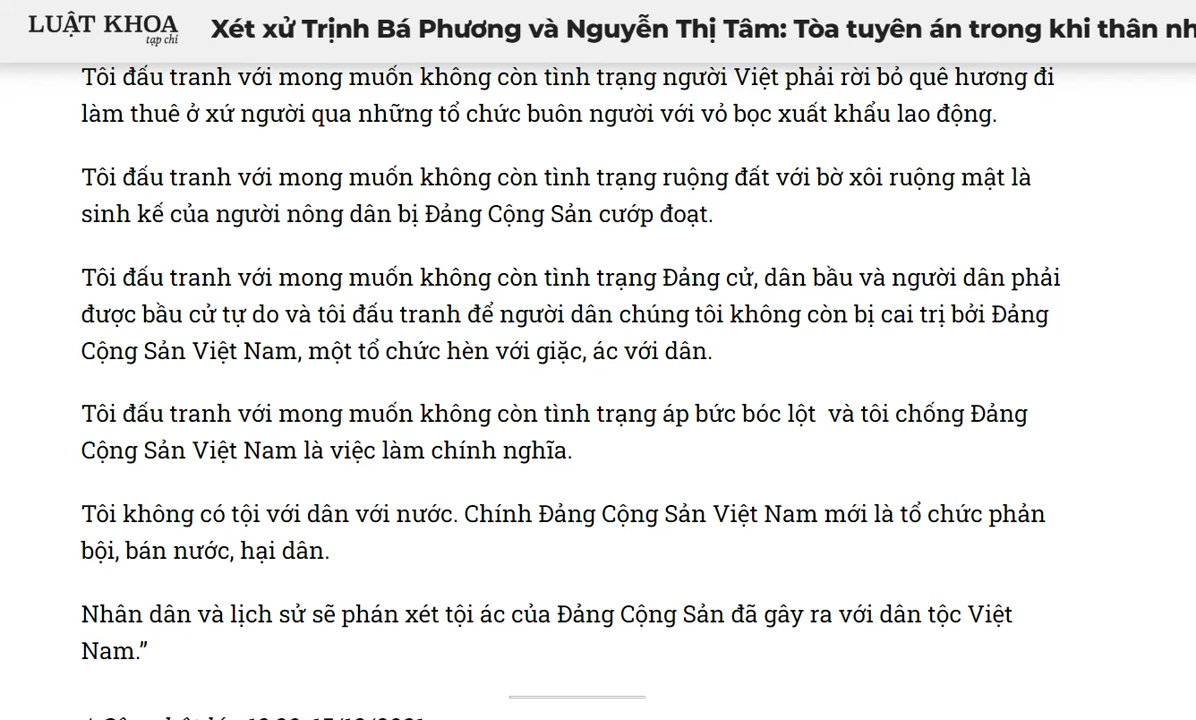 LUẬT KHOA
tạp chí
Xét xử Trịnh Bá Phương và Nguyễn Thị Tâm: Tòa tuyên án trong khi thân
Tôi đấu tranh với mong muốn không còn tình trạng người Việt phải rời bỏ quê hương đi
làm thuê ở xứ người qua những tổ chức buôn người với vỏ bọc xuất khẩu lao động.
Tôi đấu tranh với mong muốn không còn tình trạng ruộng đất với bờ xôi ruộng mật là
sinh kế của người nông dân bị Đảng Cộng Sản cướp đoạt.
Tôi đấu tranh với mong muốn không còn tình trạng Đảng cử, dân bầu và người dân phải
được bầu cử tự do và tôi đấu tranh để người dân chúng tôi không còn bị cai trị bởi Đảng
Cộng Sản Việt Nam, một tổ chức hèn với giặc, ác với dân.
Tôi đấu tranh với mong muốn không còn tình trạng áp bức bóc lột và tôi chống Đảng
Cộng Sản Việt Nam là việc làm chính nghĩa.
Tôi không có tội với dân với nước. Chính Đảng Cộng Sản Việt Nam mới là tổ chức phản
bội, bán nước, hại dân.
Nhân dân và lịch sử sẽ phán xét tội ác của Đảng Cộng Sản đã gây ra với dân tộc Việt
Nam.”